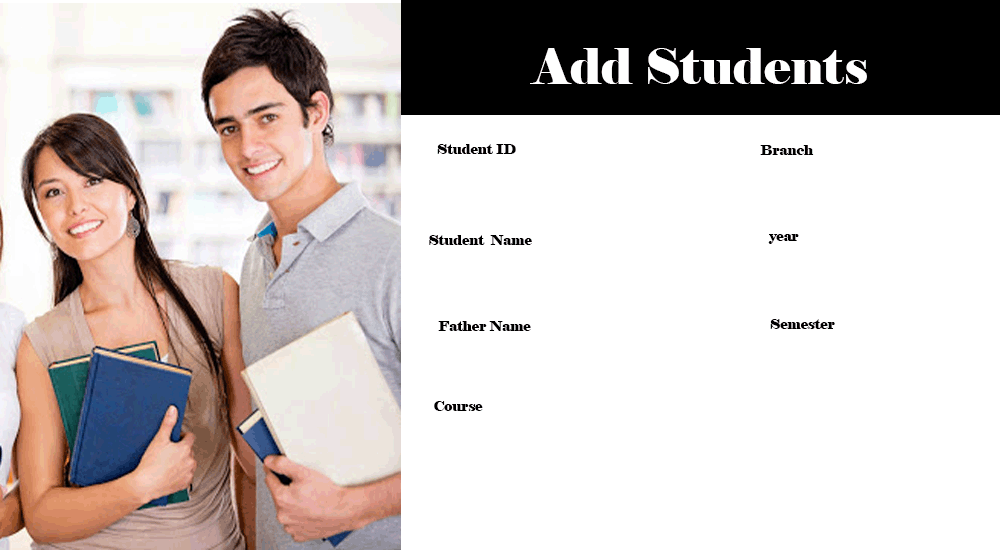 Add Students
Student ID
Branch
Student Name
year
Father Name
Semester
Course